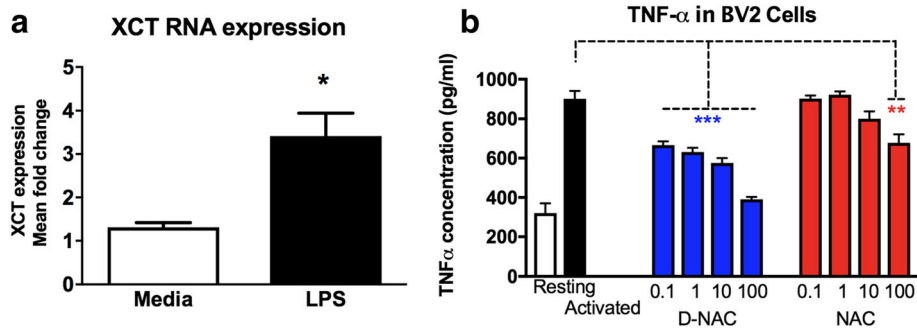 a
XCT RNA expression
XCT expression
Mean fold change
5
4
3
2
1
0
*
Media
LPS
b
TNF-α in BV2 Cells
TNFα concentration (pg/ml)
1000
800
600
400
200
0
***
**
Resting
Activated
0.1 1 10 100
D-NAC
0.1 1 10 100
NAC